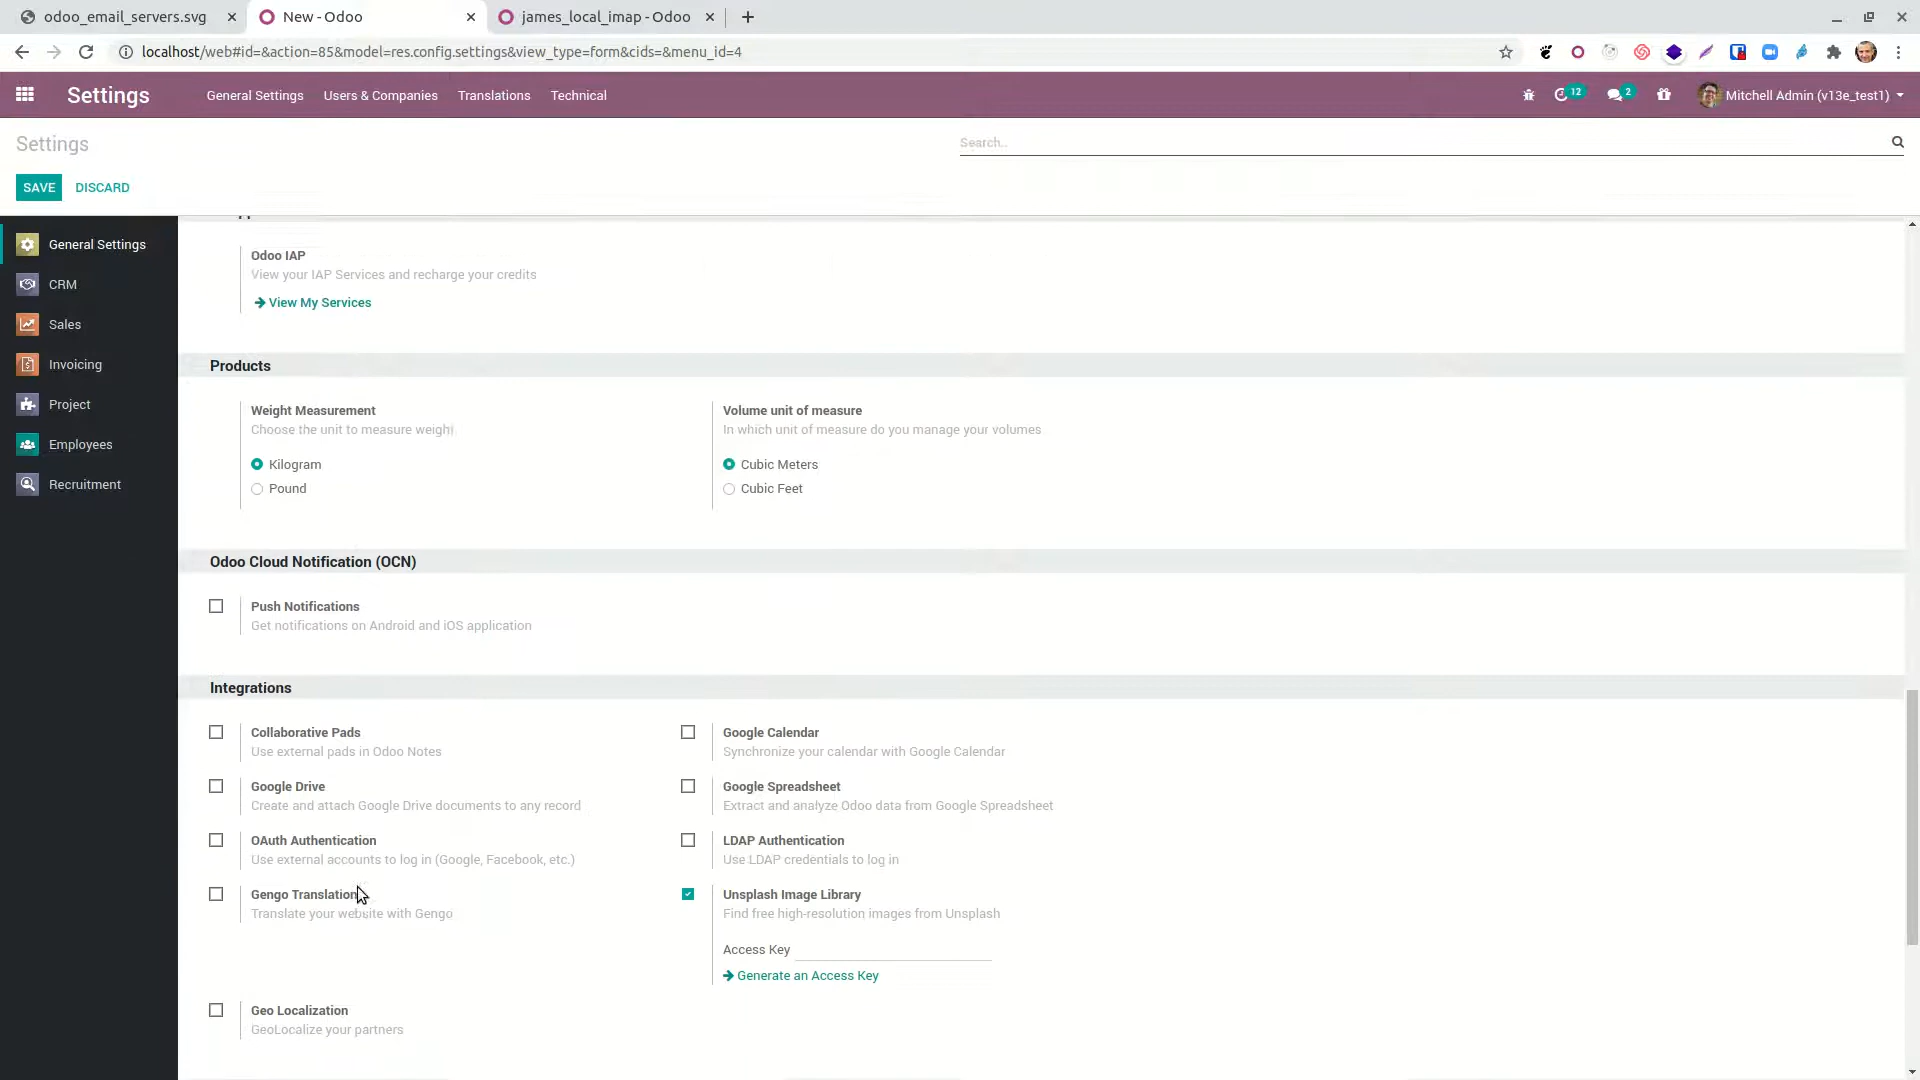 odoo_email_servers.svg
New - Odoo
james_local_imap - Odoo
localhost/web#id=&action=85&model=res.config.settings&view_type=form&cids=&menu_id=4
Settings
General Settings
Users & Companies
Translations
Technical
12
2
Mitchell Admin (v13e_test1)
Settings
Search..
SAVE
DISCARD
General Settings
CRM
Sales
Invoicing
Project
Employees
Recruitment
Odoo IAP
View your IAP Services and recharge your credits
View My Services
Products
Weight Measurement
Choose the unit to measure weight
Kilogram
Pound
Volume unit of measure
In which unit of measure do you manage your volumes
Cubic Meters
Cubic Feet
Odoo Cloud Notification (OCN)
Push Notifications
Get notifications on Android and iOS application
Integrations
Collaborative Pads
Use external pads in Odoo Notes
Google Calendar
Synchronize your calendar with Google Calendar
Google Drive
Create and attach Google Drive documents to any record
Google Spreadsheet
Extract and analyze Odoo data from Google Spreadsheet
OAuth Authentication
Use external accounts to log in (Google, Facebook, etc.)
LDAP Authentication
Use LDAP credentials to log in
Gengo Translation
Translate your website with Gengo
Unsplash Image Library
Find free high-resolution images from Unsplash
Access Key
Generate an Access Key
Geo Localization
GeoLocalize your partners